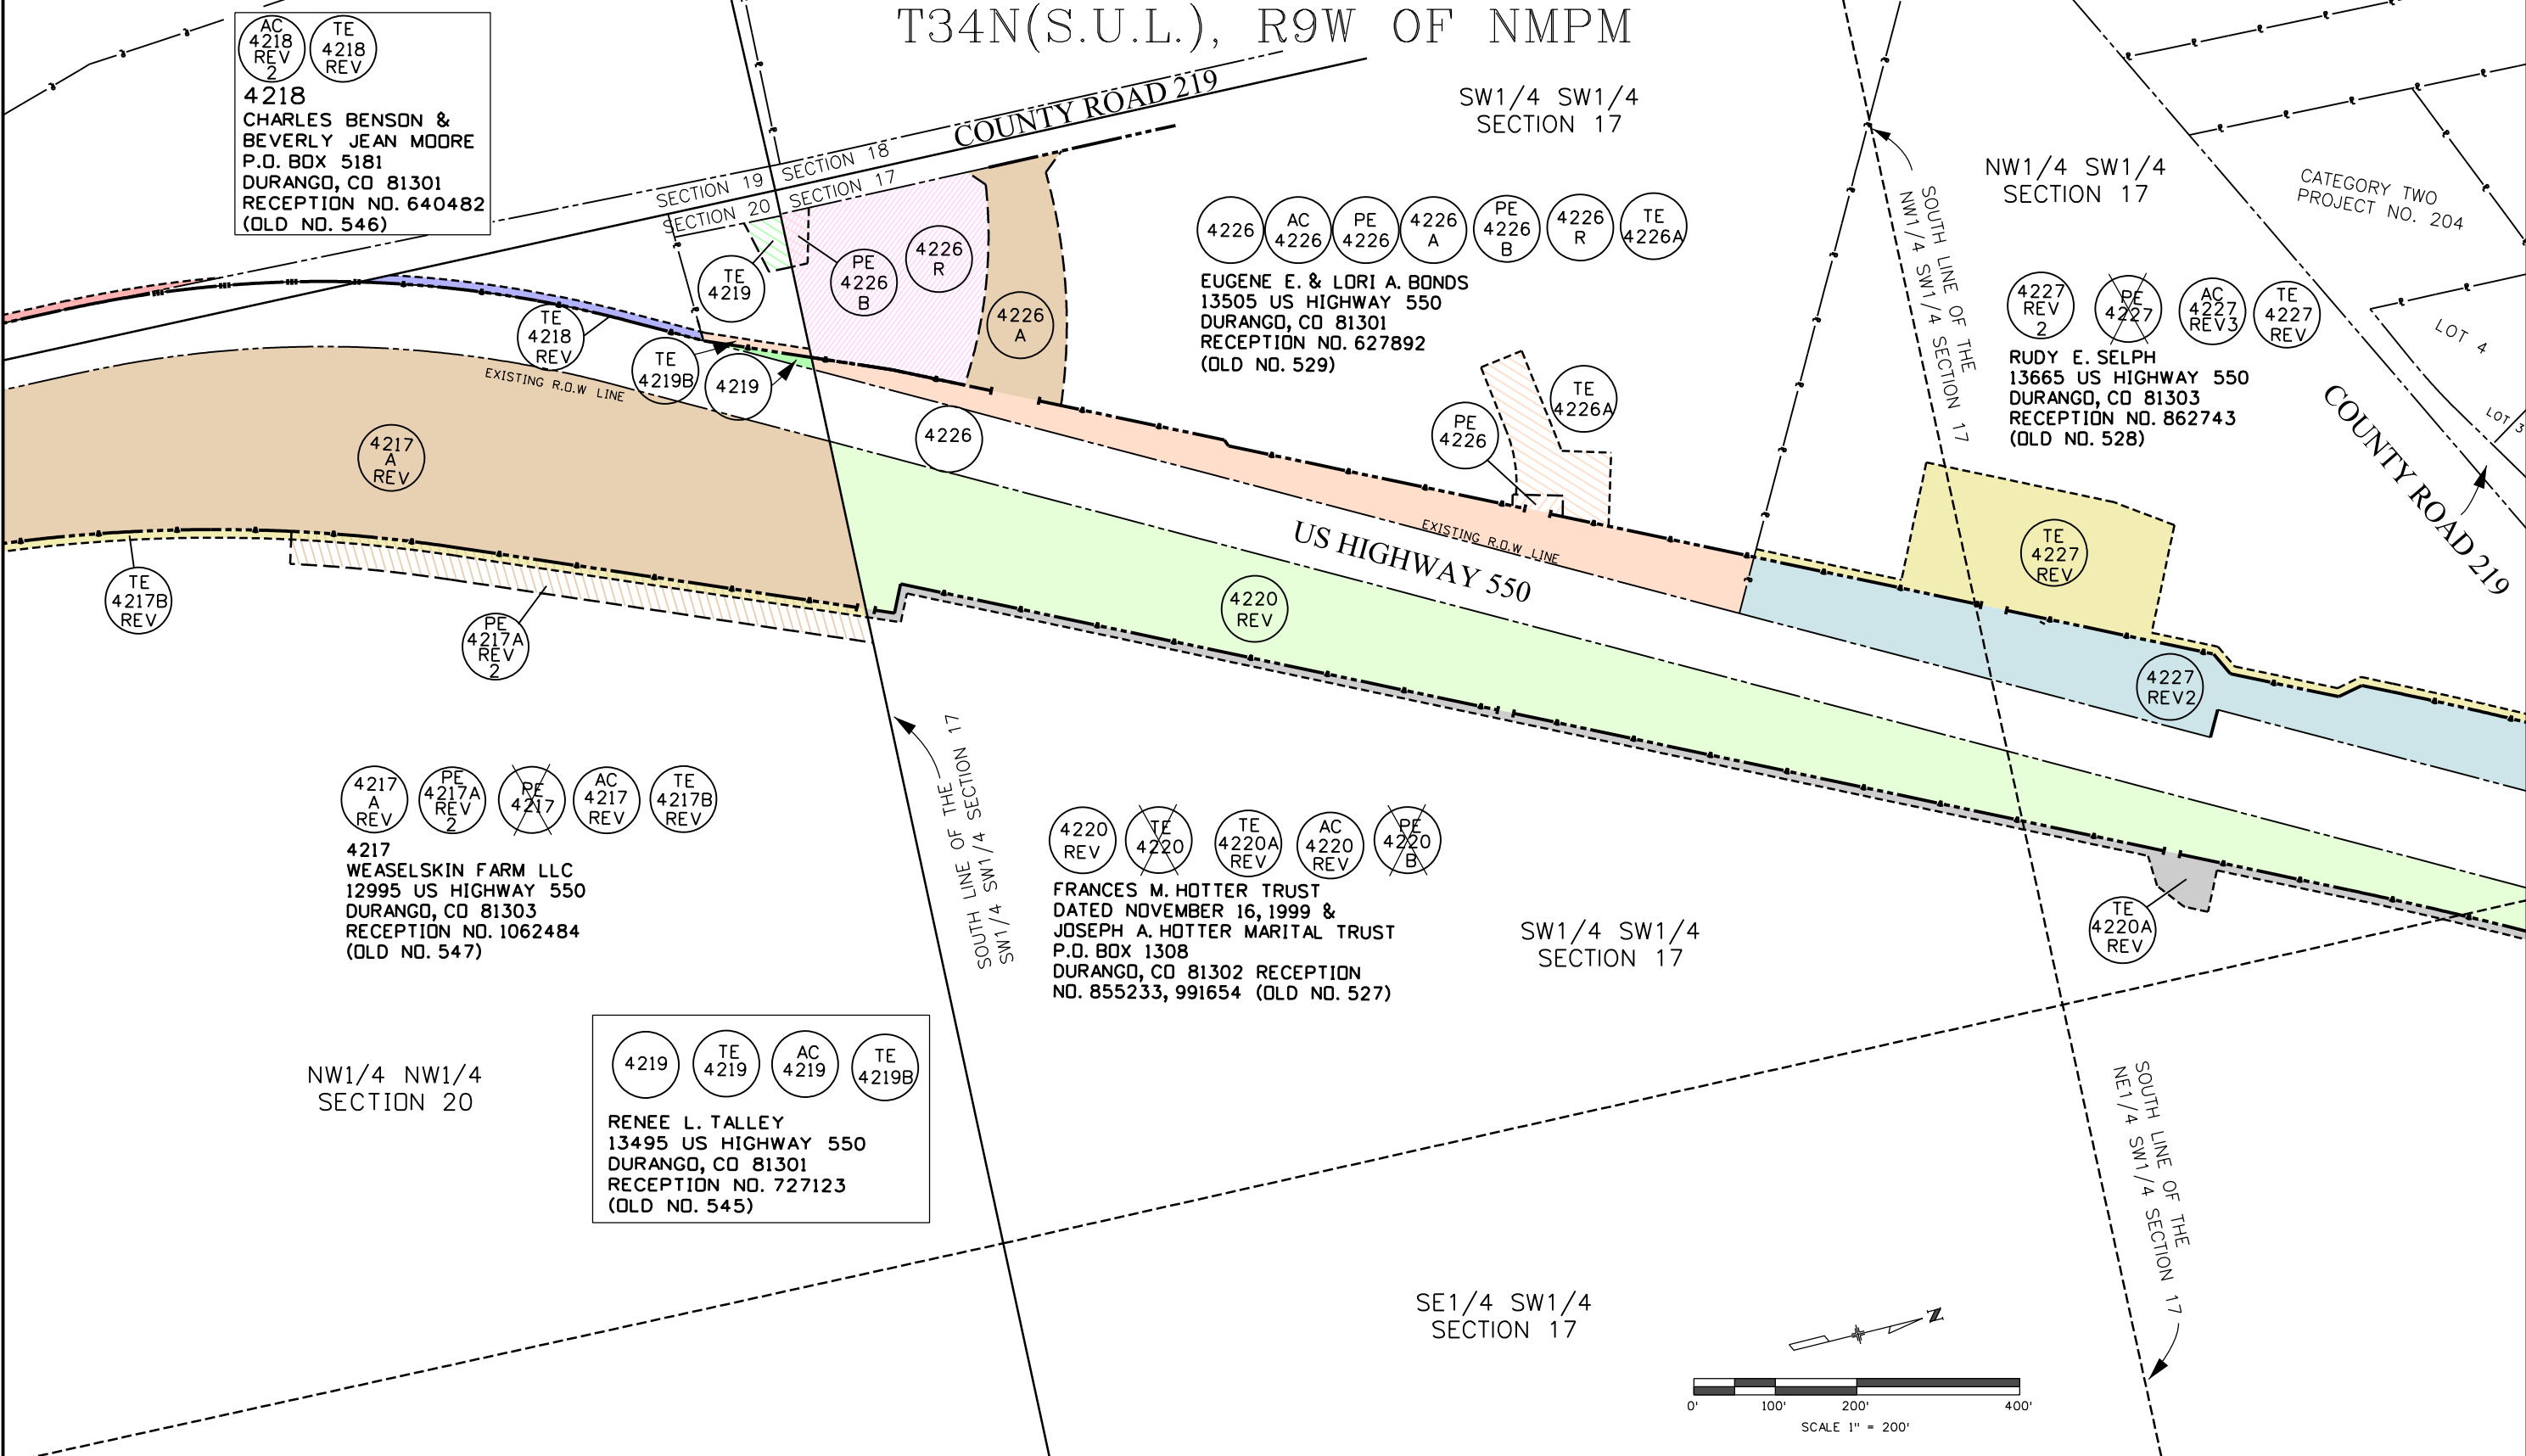 T34N(S.U.L.), R9W OF NMPM
AC
4218
REV
2
TE
4218
REV
4218
CHARLES BENSON &
BEVERLY JEAN MOORE
P.O. BOX 5181
DURANGO, CO 81301
RECEPTION NO. 640482
(OLD NO. 546)
COUNTY ROAD 219
SECTION 19
SECTION 18
SECTION 20
SECTION 17
SW1/4 SW1/4
SECTION 17
NW1/4 SW1/4
SECTION 17
CATEGORY TWO
PROJECT NO. 204
LOT 4
LOT 3
COUNTY ROAD 219
SOUTH LINE OF THE
NW1/4 SW1/4 SECTION 17
4226
AC
4226
PE
4226
4226
A
PE
4226
B
4226
R
TE
4226A
EUGENE E. & LORI A. BONDS
13505 US HIGHWAY 550
DURANGO, CO 81301
RECEPTION NO. 627892
(OLD NO. 529)
4227
REV
2
PE
4227
AC
4227
REV3
TE
4227
REV
RUDY E. SELPH
13665 US HIGHWAY 550
DURANGO, CO 81303
RECEPTION NO. 862743
(OLD NO. 528)
TE
4219
PE
4226
B
4226
R
4226
A
TE
4218
REV
TE
4219B
4219
EXISTING R.O.W LINE
4226
PE
4226
TE
4226A
4217
A
REV
EXISTING R.O.W LINE
US HIGHWAY 550
TE
4227
REV
TE
4217B
REV
PE
4217A
REV
2
4220
REV
4227
REV2
4217
A
REV
PE
4217A
REV
2
PE
4217
AC
4217
REV
TE
4217B
REV
4217
WEASELSKIN FARM LLC
12995 US HIGHWAY 550
DURANGO, CO 81303
RECEPTION NO. 1062484
(OLD NO. 547)
SOUTH LINE OF THE
SW1/4 SW1/4 SECTION 17
4220
REV
TE
4220
TE
4220A
REV
AC
4220
REV
PE
4220
B
FRANCES M. HOTTER TRUST
DATED NOVEMBER 16, 1999 &
JOSEPH A. HOTTER MARITAL TRUST
P.O. BOX 1308
DURANGO, CO 81302 RECEPTION
NO. 855233, 991654 (OLD NO. 527)
SW1/4 SW1/4
SECTION 17
TE
4220A
REV
NW1/4 NW1/4
SECTION 20
4219
TE
4219
AC
4219
TE
4219B
RENEE L. TALLEY
13495 US HIGHWAY 550
DURANGO, CO 81301
RECEPTION NO. 727123
(OLD NO. 545)
SOUTH LINE OF THE
NE1/4 SW1/4 SECTION 17
SE1/4 SW1/4
SECTION 17
N
0' 100' 200' 400'
SCALE 1" = 200'